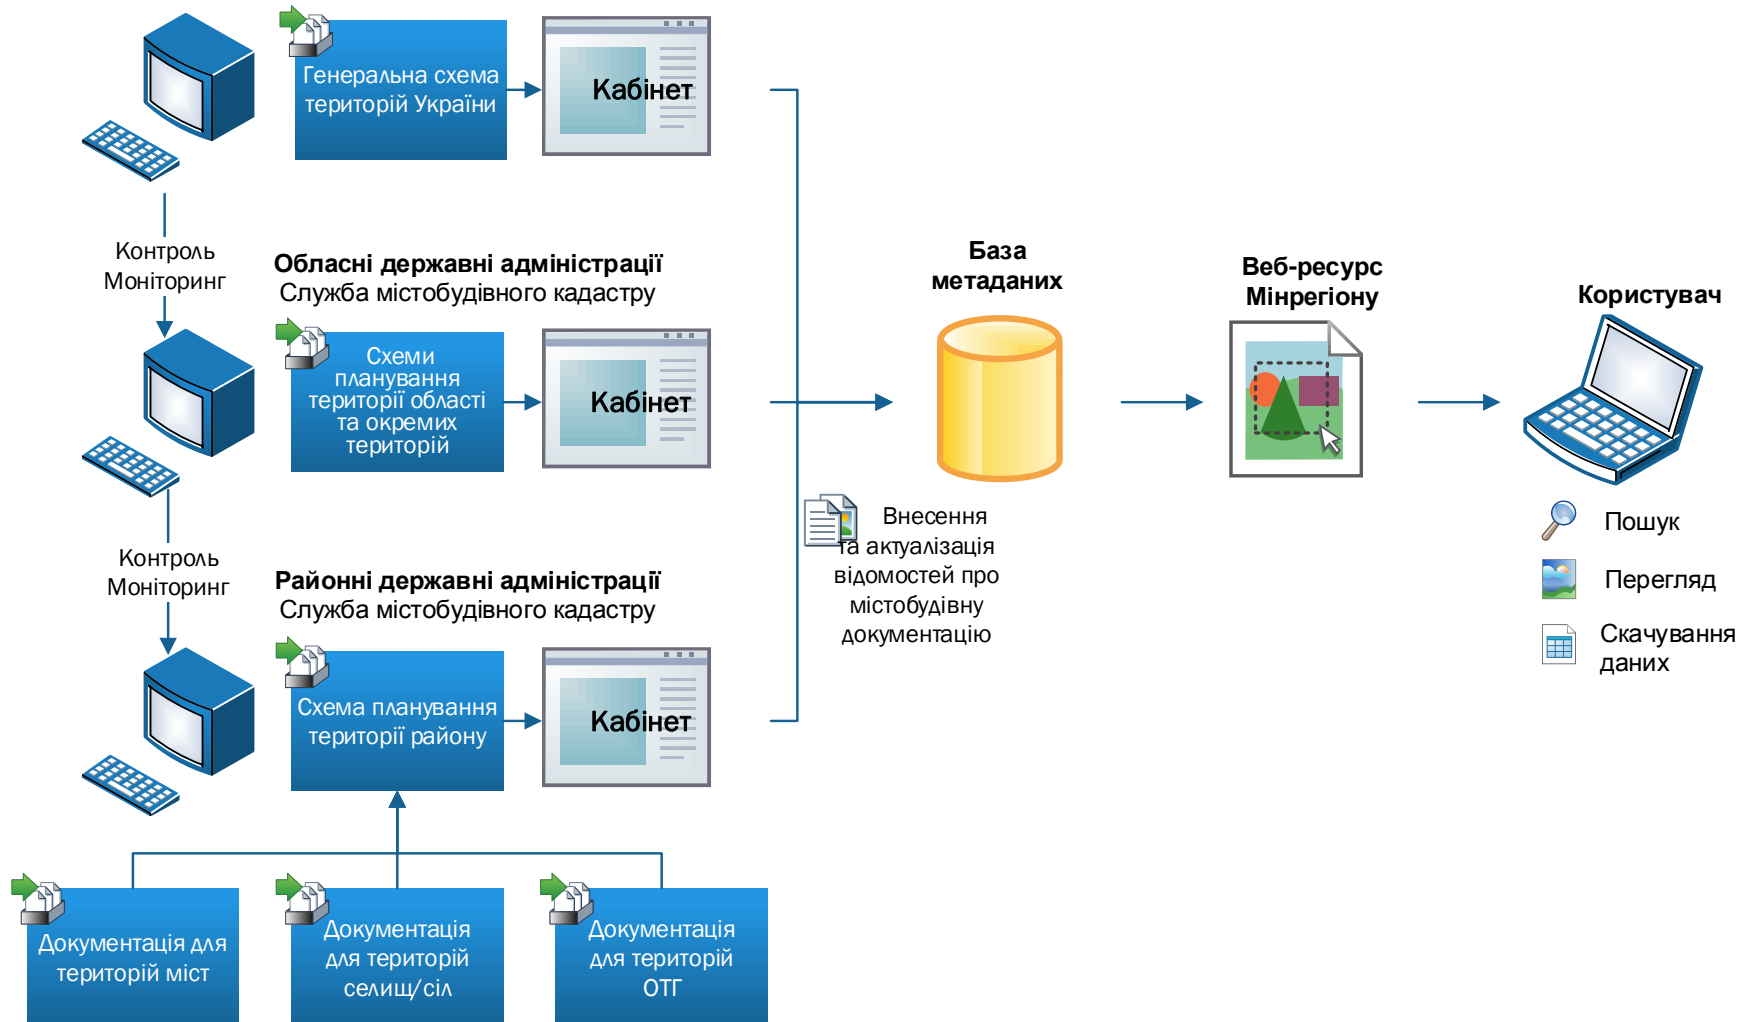 Генеральна схема
територій України
Кабінет
Контроль
Моніторинг
Обласні державні адміністрації
Служба містобудівного кадастру
Схеми
планування
території області
та окремих
територій
Кабінет
База
метаданих
Веб-ресурс
Мінрегіону
Користувач
Внесення
та актуалізація
відомостей про
містобудівну
документацію
Пошук
Перегляд
Скачування
даних
Контроль
Моніторинг
Районні державні адміністрації
Служба містобудівного кадастру
Схема планування
території району
Кабінет
Документація для
територій міст
Документація
для територій
селищ/сіл
Документація
для територій
ОТГ